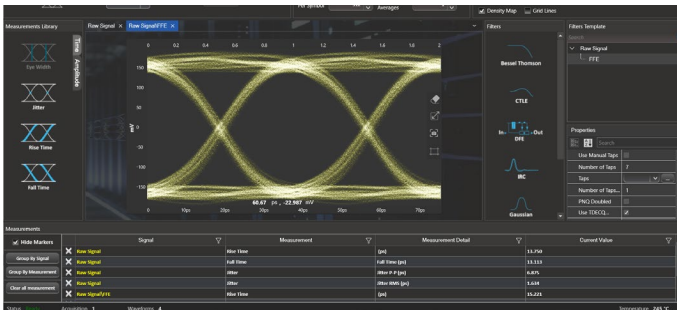 Per Symbol
Averages
Density Map
Grid Lines
Measurements Library
Raw Signal ×
Raw Signal\FFE ×
Filters
Filters Template
Search
Raw Signal
FFE
Time
Amplitude
Eye Width
Jitter
Rise Time
Fall Time
0 0.2 0.4 0.6 0.8 1 1.2 1.4 1.6 1.8 2
150
100
50
0
-50
-100
-150
mV
60.67 ps , -22.987 mV
0 10ps 20ps 30ps 40ps 50ps 60ps 70ps
Bessel Thomson
CTLE
In Out
DFE
IRC
Gaussian
Properties
Search
Use Manual Taps
Number of Taps 7
Taps
Number of Taps... 1
PNQ Doubled
Use TDECQ...
Measurements
Hide Markers
Group By Signal
Group By Measurement
Clear all measurement
Signal Measurement Measurement Detail Current Value
Raw Signal Rise Time (ps) 13.750
Raw Signal Fall Time Fall Time (ps) 13.113
Raw Signal Jitter Jitter P-P (ps) 6.875
Raw Signal Jitter Jitter RMS (ps) 1.634
Raw Signal\FFE Rise Time (ps) 15.221
Status
Acquisition 1
Waveforms 4
Temperature